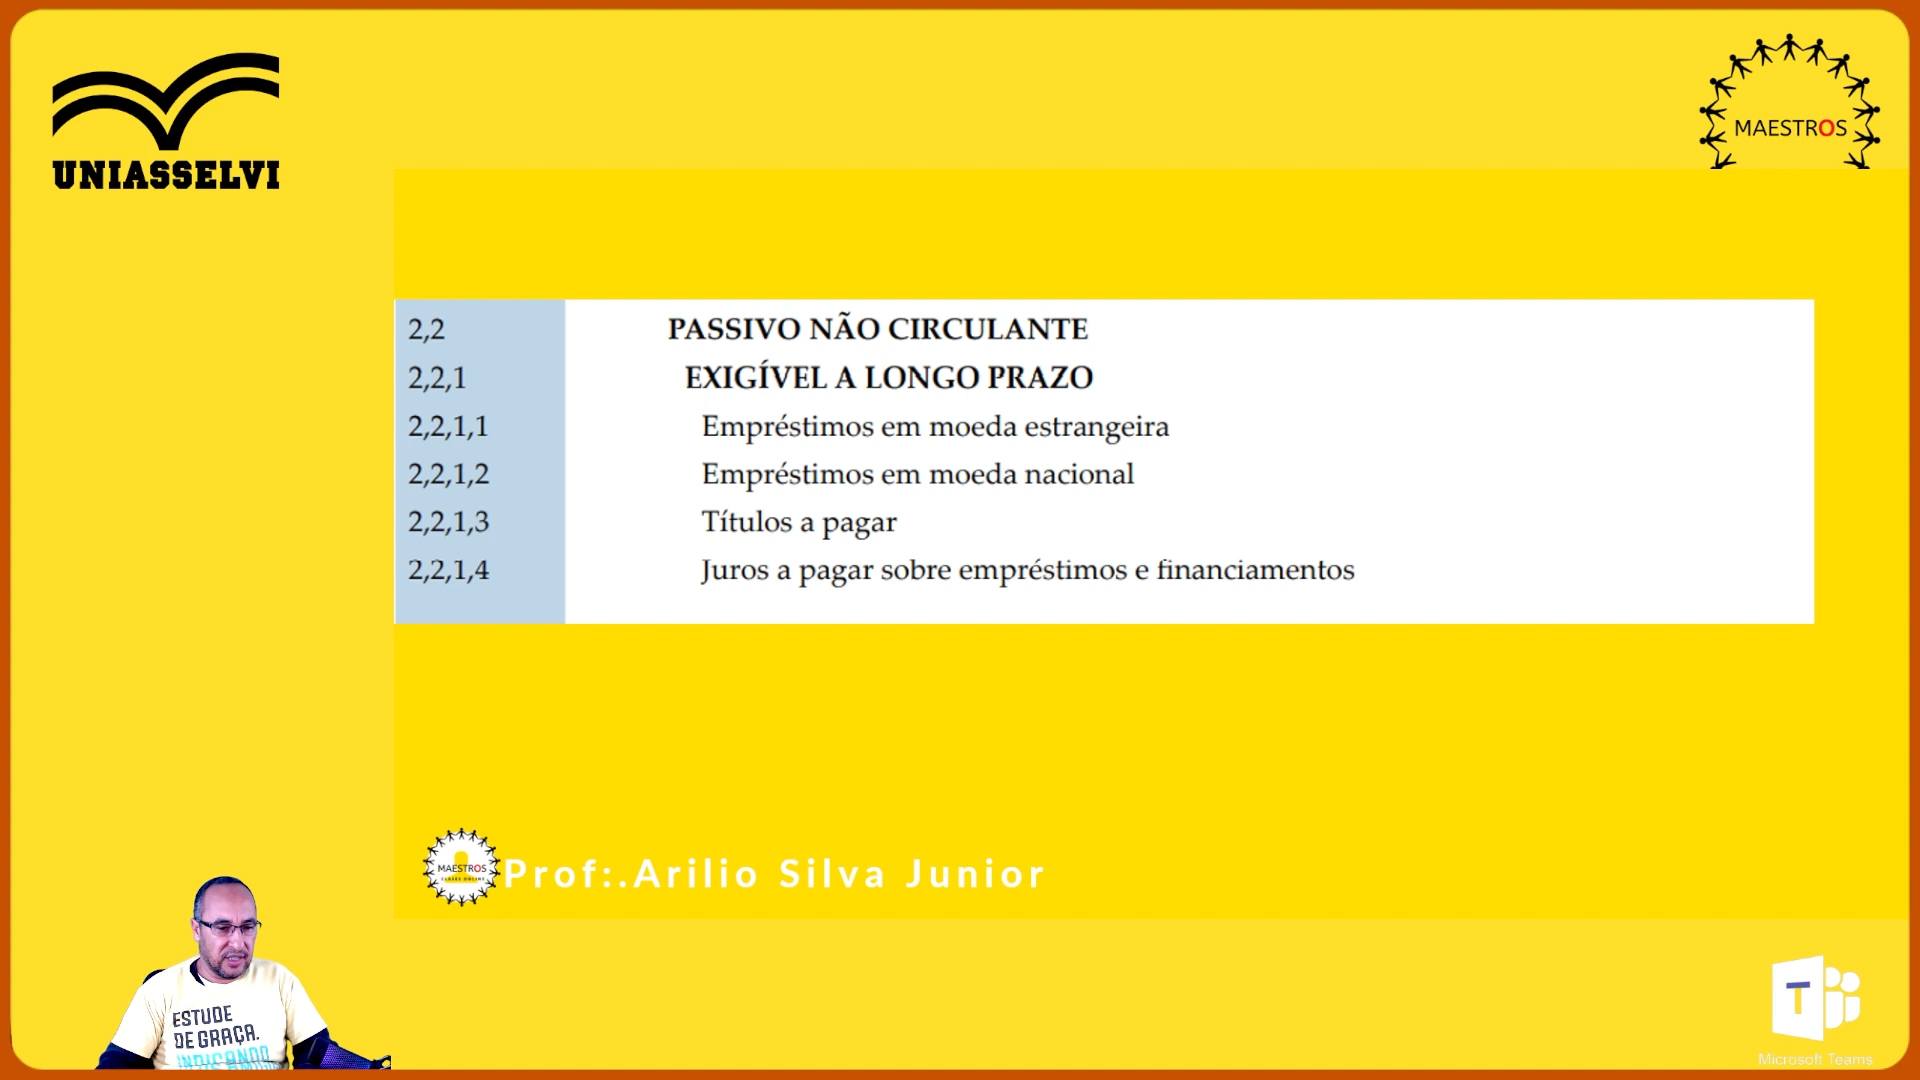 UNIASSELVI
MAESTROS
2,2 PASSIVO NÃO CIRCULANTE
2,2,1 EXIGÍVEL A LONGO PRAZO
2,2,1,1 Empréstimos em moeda estrangeira
2,2,1,2 Empréstimos em moeda nacional
2,2,1,3 Títulos a pagar
2,2,1,4 Juros a pagar sobre empréstimos e financiamentos
MAESTROS
Prof:.Arilio Silva Junior
ESTUDE
DE GRAÇA.
INDICANDO
T
Microsoft Teams